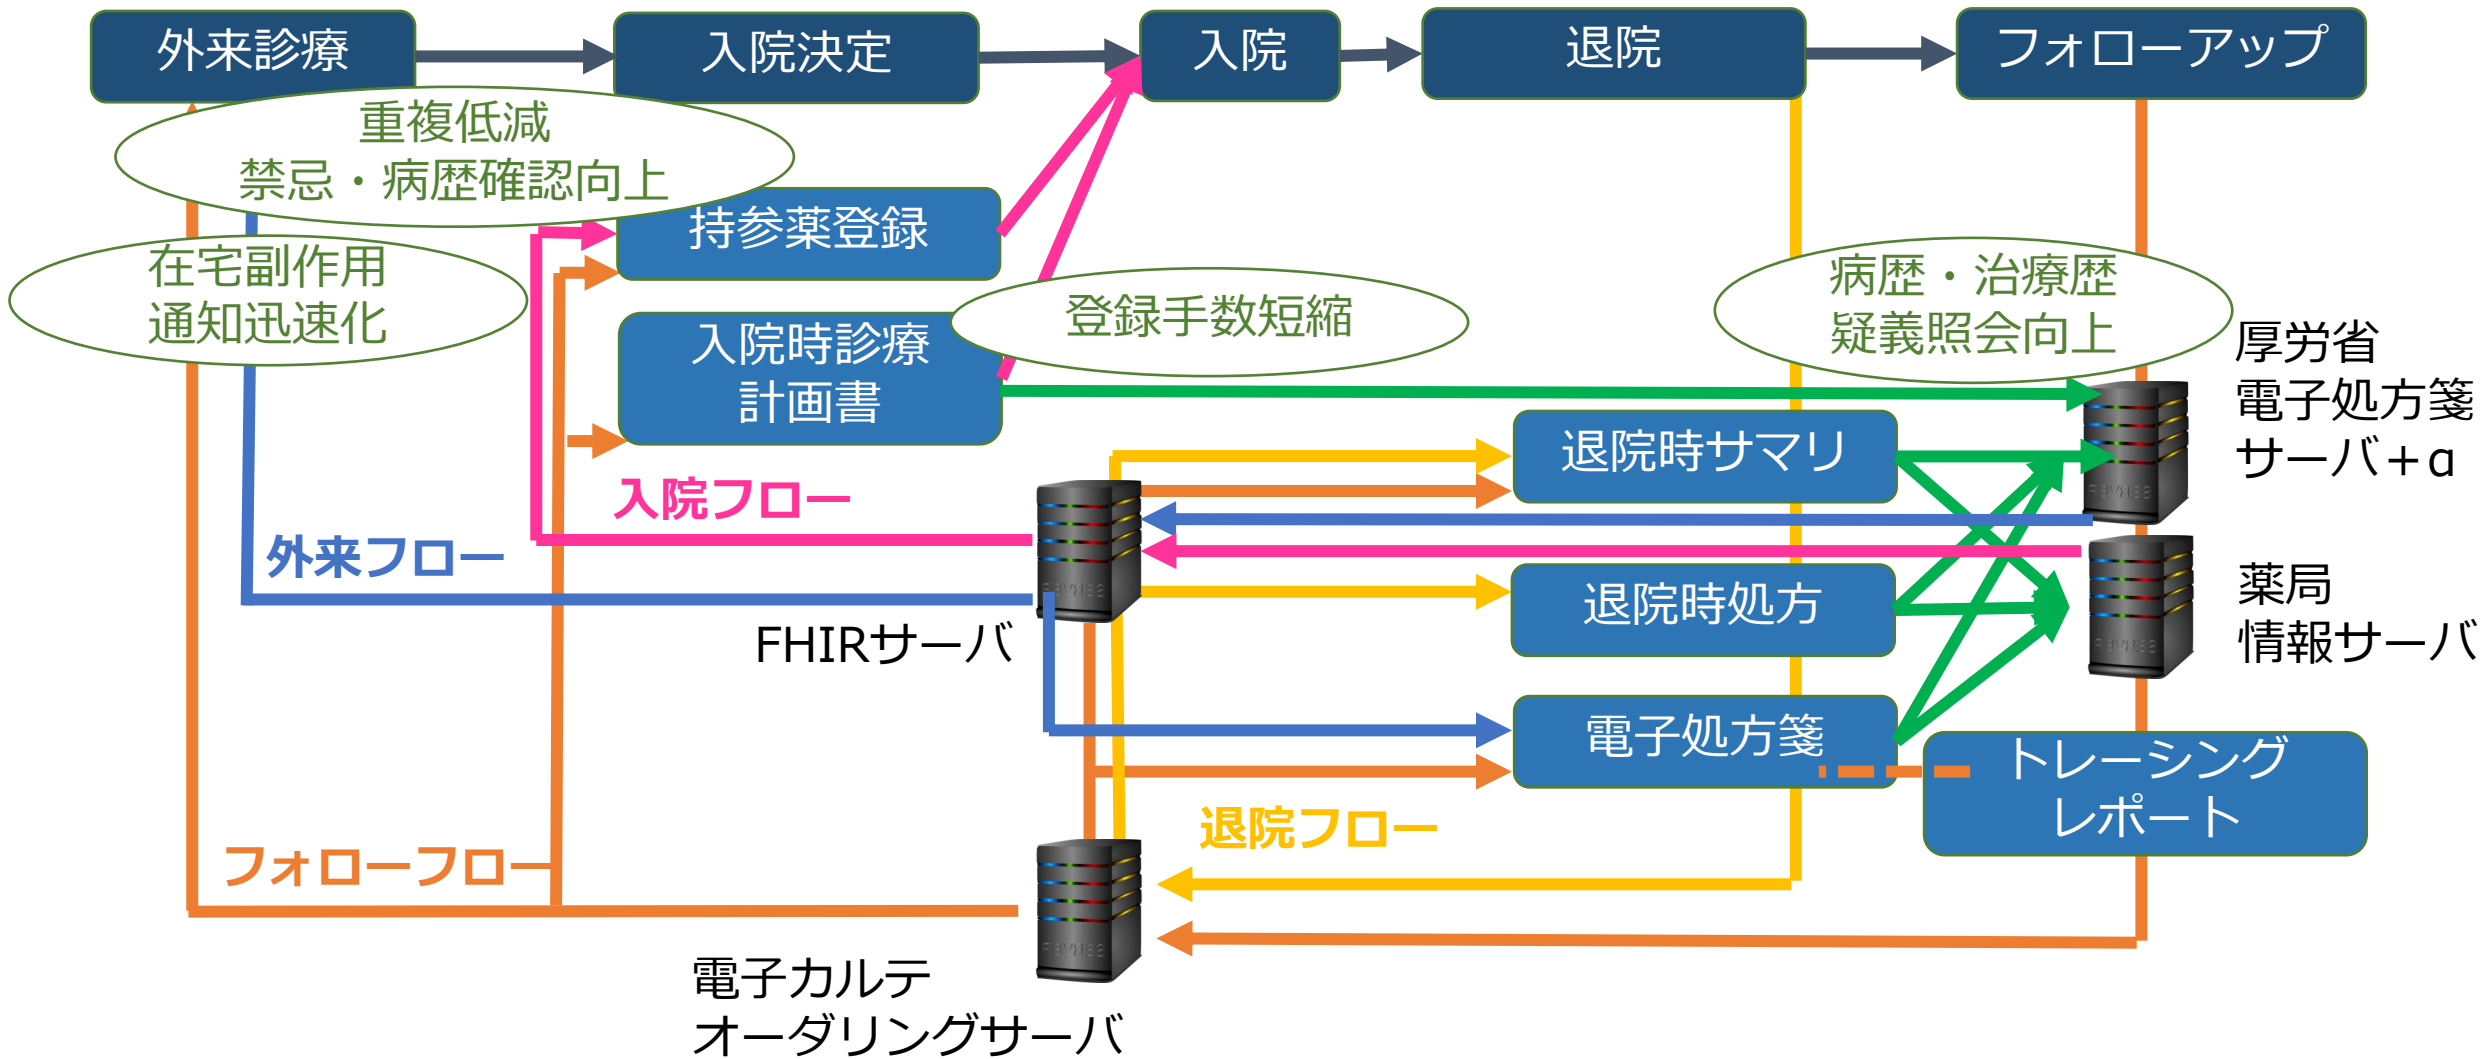 外来診療
入院決定
入院
退院
フォローアップ
重複低減
禁忌・病歴確認向上
持参薬登録
在宅副作用
通知迅速化
登録手数短縮
病歴・治療歴
疑義照会向上
入院時診療
計画書
厚労省
電子処方箋
サーバ＋α
退院時サマリ
入院フロー
外来フロー
FHIRサーバ
退院時処方
薬局
情報サーバ
電子処方箋
トレーシング
レポート
退院フロー
フォローフロー
電子カルテ
オーダリングサーバ